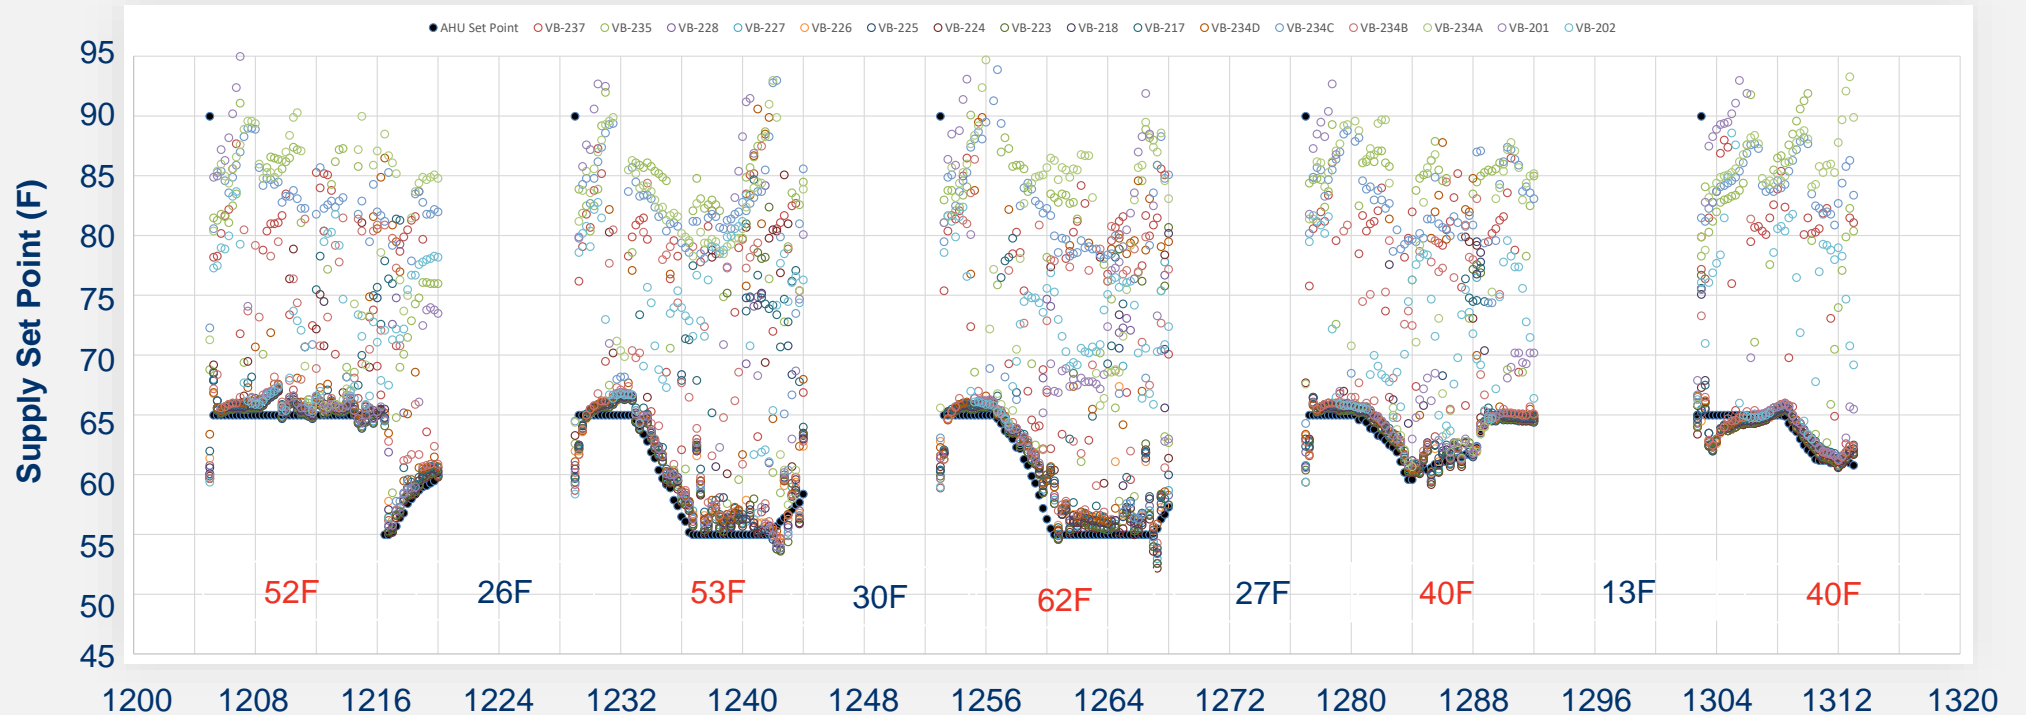 AHU Set Point VB-237 VB-235 VB-228 VB-227 VB-226 VB-225 VB-224 VB-223 VB-218 VB-217 VB-234D VB-234C VB-234B VB-234A VB-201 VB-202
Supply Set Point (F)
95
90
85
80
75
70
65
60
55
50
45
52F 26F 53F 30F 62F 27F 40F 13F 40F
1200 1208 1216 1224 1232 1240 1248 1256 1264 1272 1280 1288 1296 1304 1312 1320